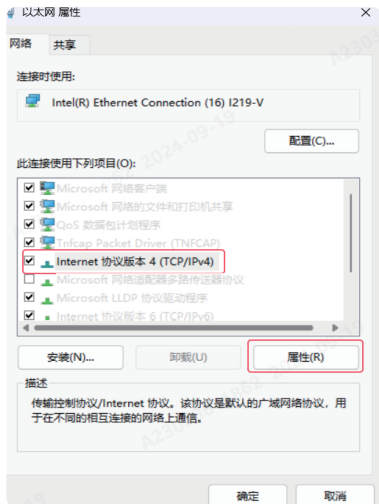 以太网 属性
网络 共享
连接时使用:
Intel(R) Ethernet Connection (16) I219-V
配置(C)...
此连接使用下列项目(O):
Microsoft 网络客户端
Microsoft 网络的文件和打印机共享
QoS 数据包计划程序
Tnfcap Packet Driver (TNFCAP)
Internet 协议版本 4 (TCP/IPv4)
Microsoft 网络适配器多路传送器协议
Microsoft LLDP 协议驱动程序
Internet 协议版本 6 (TCP/IPv6)
安装(N)... 卸载(U) 属性(R)
描述
传输控制协议/Internet 协议。该协议是默认的广域网络协议，用
于在不同的相互连接的网络上通信。
确定 取消